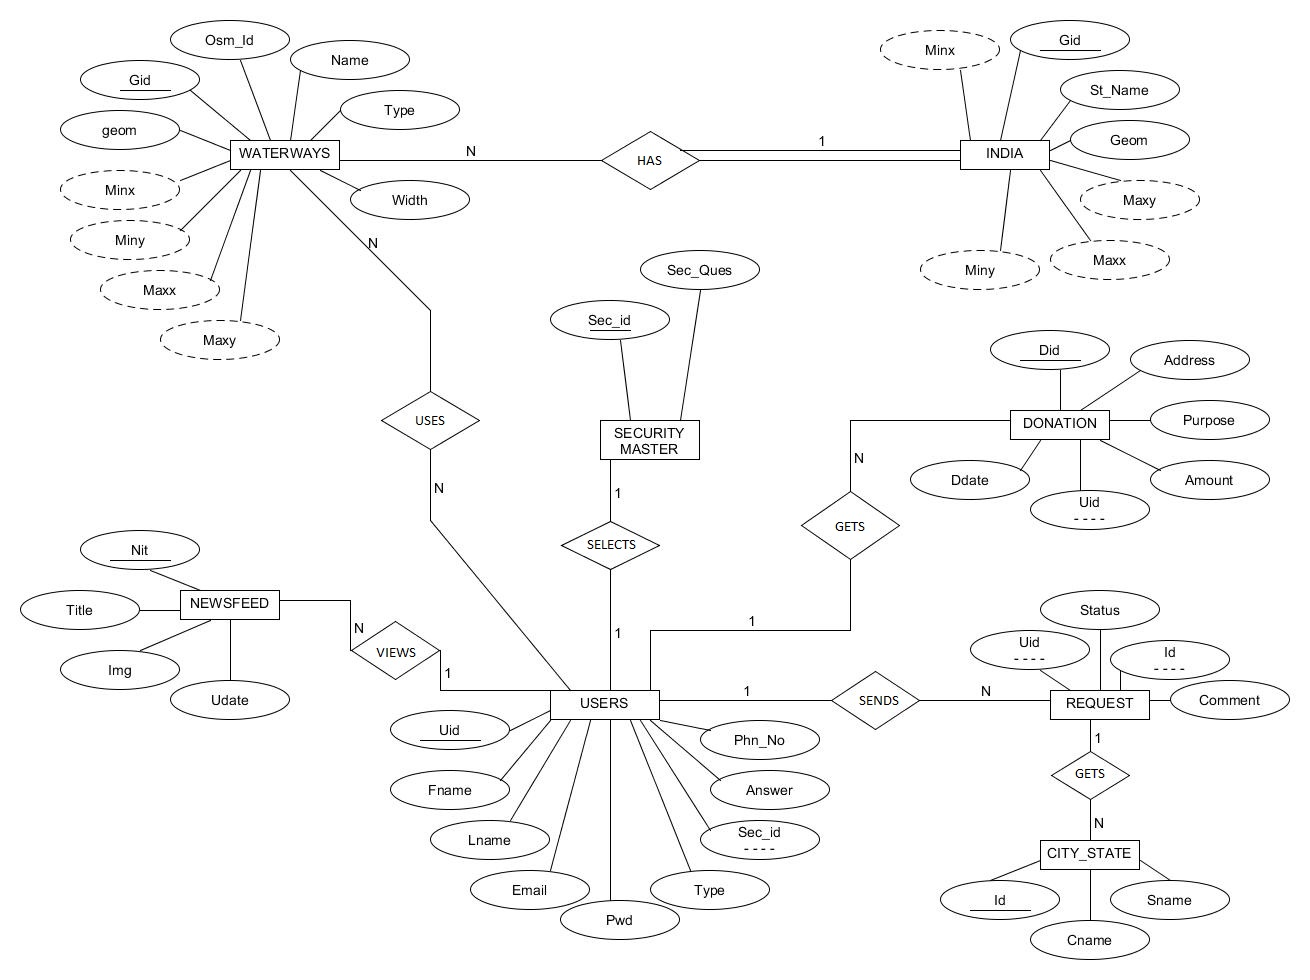 Osm_Id
Minx
Gid
Name
Gid
St_Name
Type
geom
Geom
WATERWAYS
N
HAS
1
INDIA
Minx
Width
Maxy
Miny
N
Miny
Maxx
Maxx
Sec_Ques
Maxy
Sec_id
Did
Address
USES
SECURITY
MASTER
DONATION
Purpose
N
N
Ddate
Amount
1
Uid
- - - -
GETS
SELECTS
Nit
NEWSFEED
Title
Status
N
1
1
Uid
- - - -
Id
- - - -
VIEWS
Img
1
Udate
USERS
1
SENDS
N
REQUEST
Comment
Uid
Phn_No
1
GETS
Fname
Answer
N
Lname
Sec_id
- - - -
CITY_STATE
Email
Type
Id
Sname
Pwd
Cname